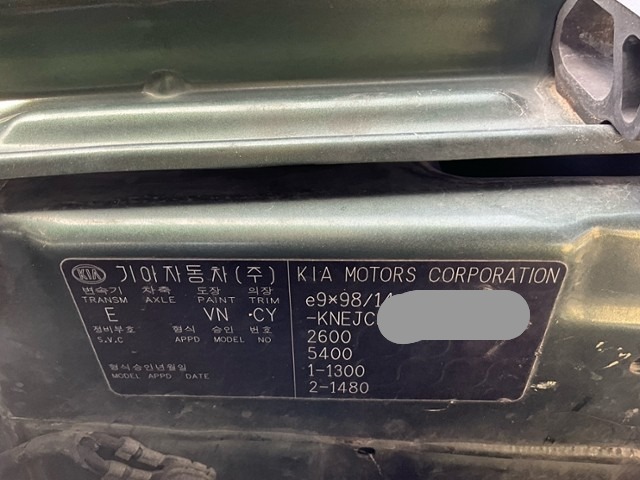 KIA 기아자동차(주)
변속기 차축 도장 의장
TRANSM AXLE PAINT TRIM
E VN ·CY
정비부호 형식 승인 번호
S.V.C APPD MODEL NO
형식승인년월일
MODEL APPD DATE
KIA MOTORS CORPORATION
e9*98/14
-KNEJC
2600
5400
1-1300
2-1480